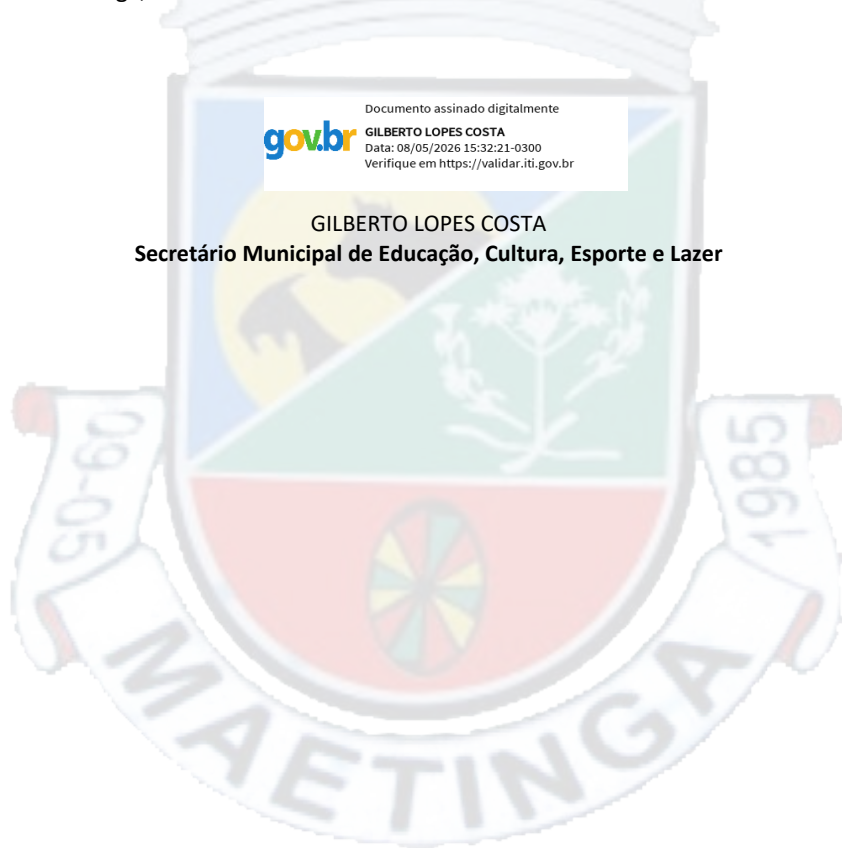 gov.br
Documento assinado digitalmente
GILBERTO LOPES COSTA
Data: 08/05/2026 15:32:21-0300
Verifique em https://validar.iti.gov.br
GILBERTO LOPES COSTA
Secretário Municipal de Educação, Cultura, Esporte e Lazer
09-05
1985
MAETINGA